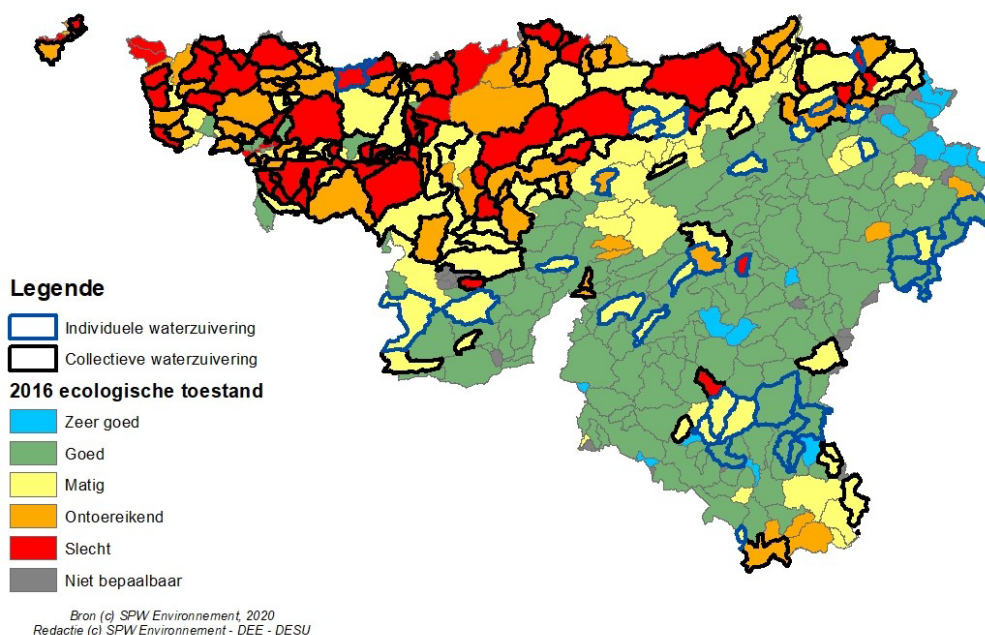 Legende
Individuele waterzuivering
Collectieve waterzuivering
2016 ecologische toestand
Zeer goed
Goed
Matig
Ontoereikend
Slecht
Niet bepaalbaar
Bron (c) SPW Environnement, 2020
Redactie (c) SPW Environnement - DEE - DESU